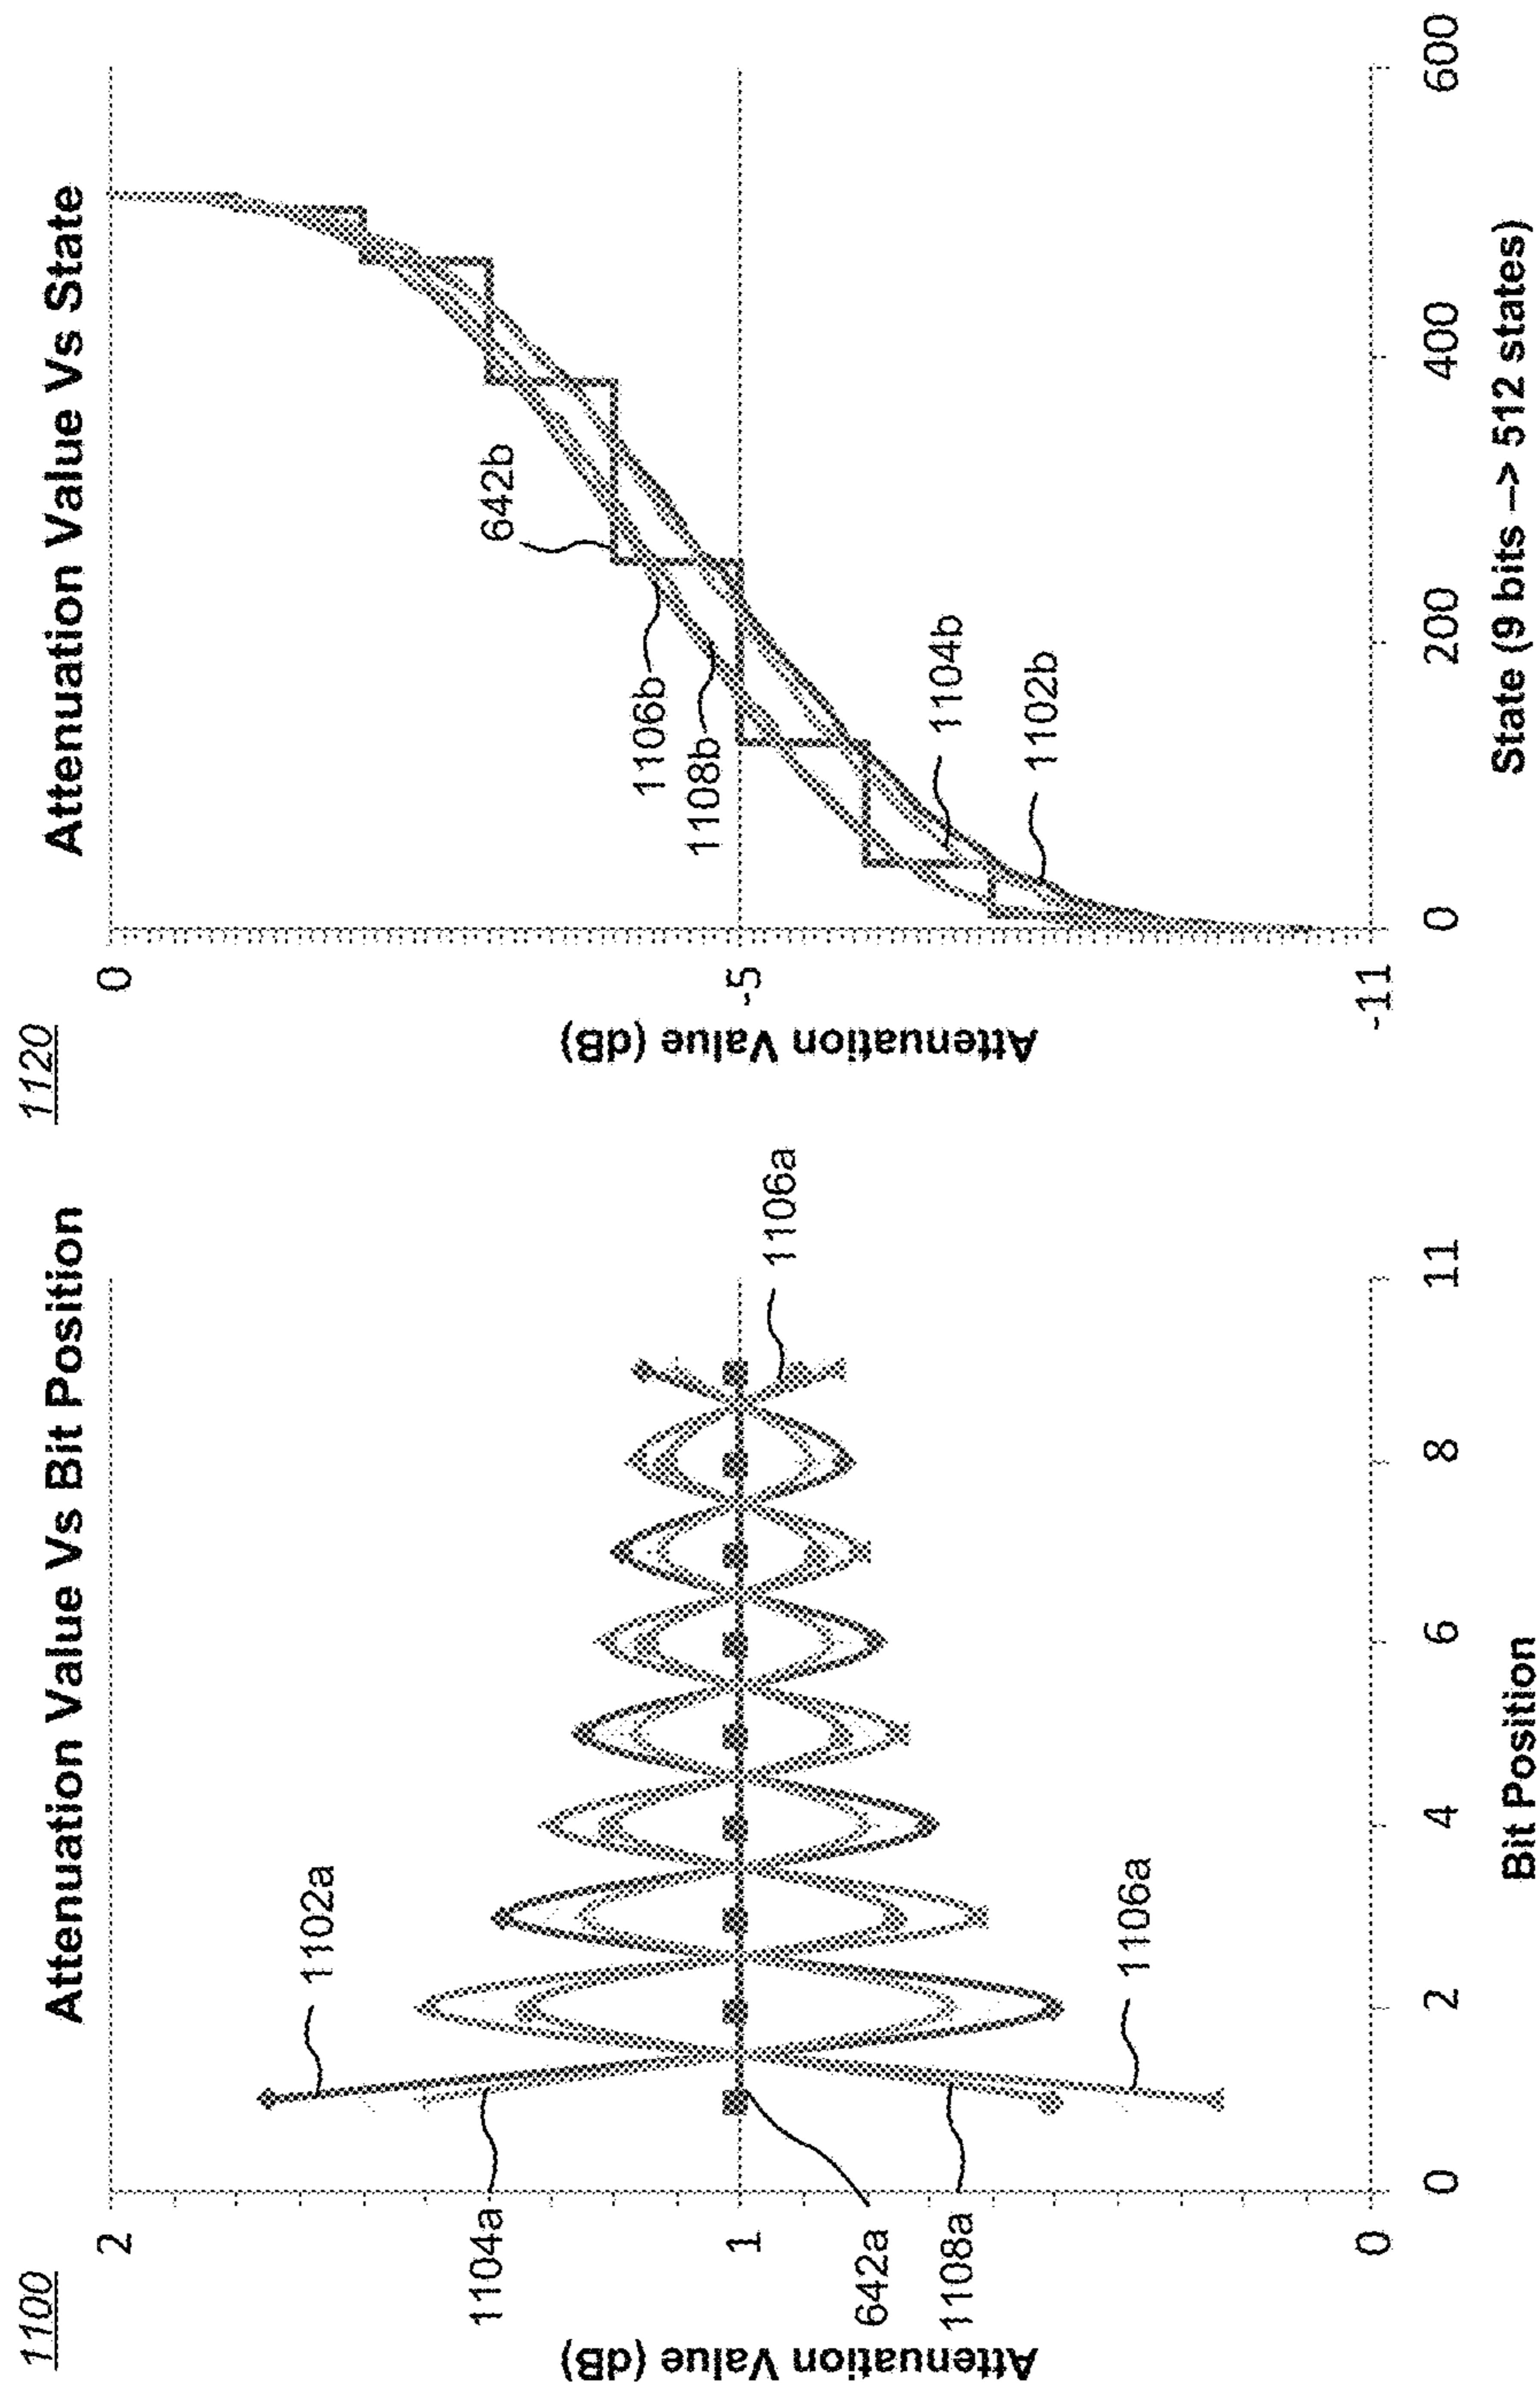 1100
Attenuation Value Vs Bit Position
Attenuation Value (dB)
2
1
0
1104a
642a
1108a
1102a
1106a
1106a
0
2
4
6
8
11
Bit Position
1120
Attenuation Value Vs State
Attenuation Value (dB)
0
-5
-11
642b
1106b
1108b
1104b
1102b
0
200
400
600
State (9 bits --> 512 states)